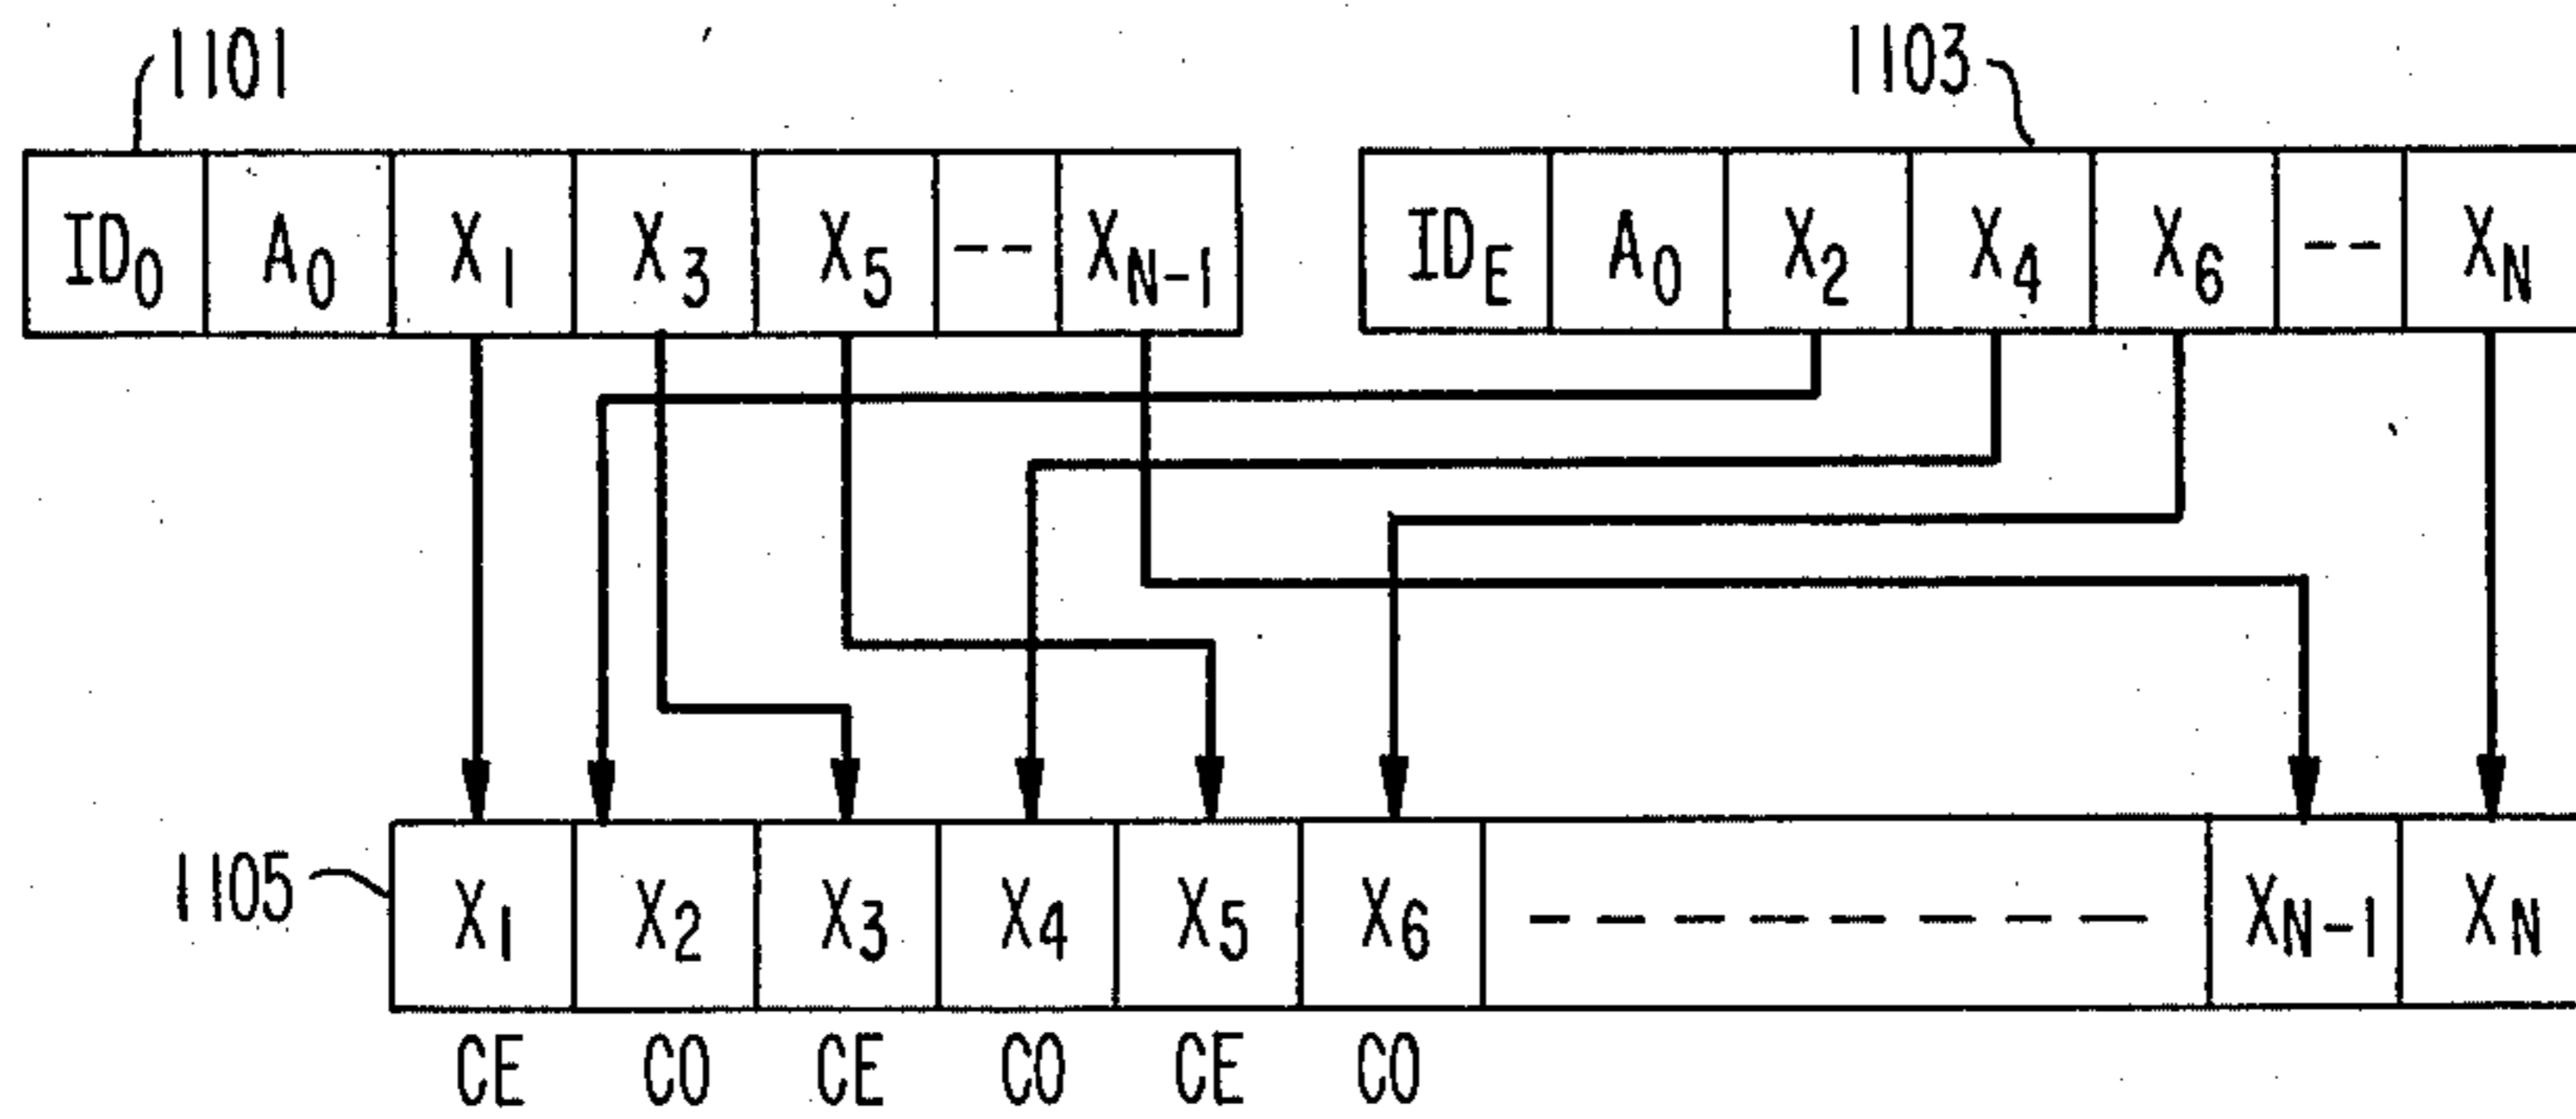 1101 1103
ID0 A0 X1 X3 X5 -- XN-1 IDE A0 X2 X4 X6 -- XN
1105 X1 X2 X3 X4 X5 X6 -------- XN-1 XN
CE CO CE CO CE CO